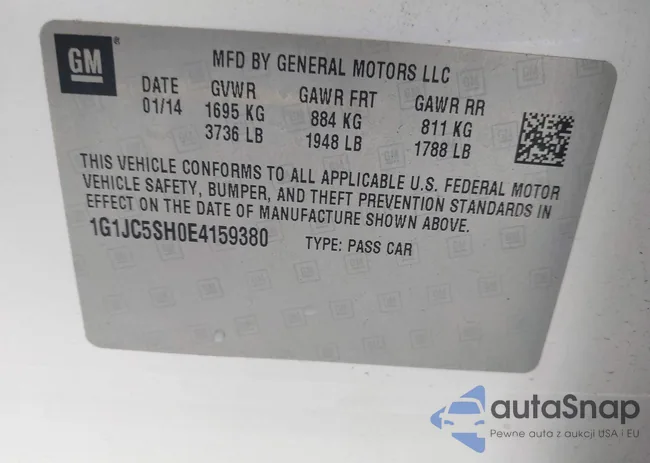 GM ®
MFD BY GENERAL MOTORS LLC
DATE GVWR GAWR FRT GAWR RR
01/14 1695 KG 884 KG 811 KG
3736 LB 1948 LB 1788 LB
THIS VEHICLE CONFORMS TO ALL APPLICABLE U.S. FEDERAL MOTOR
VEHICLE SAFETY, BUMPER, AND THEFT PREVENTION STANDARDS IN
EFFECT ON THE DATE OF MANUFACTURE SHOWN ABOVE.
1G1JC5SH0E4159380 TYPE: PASS CAR
autaSnap
Pewne auta z aukcji USA i EU